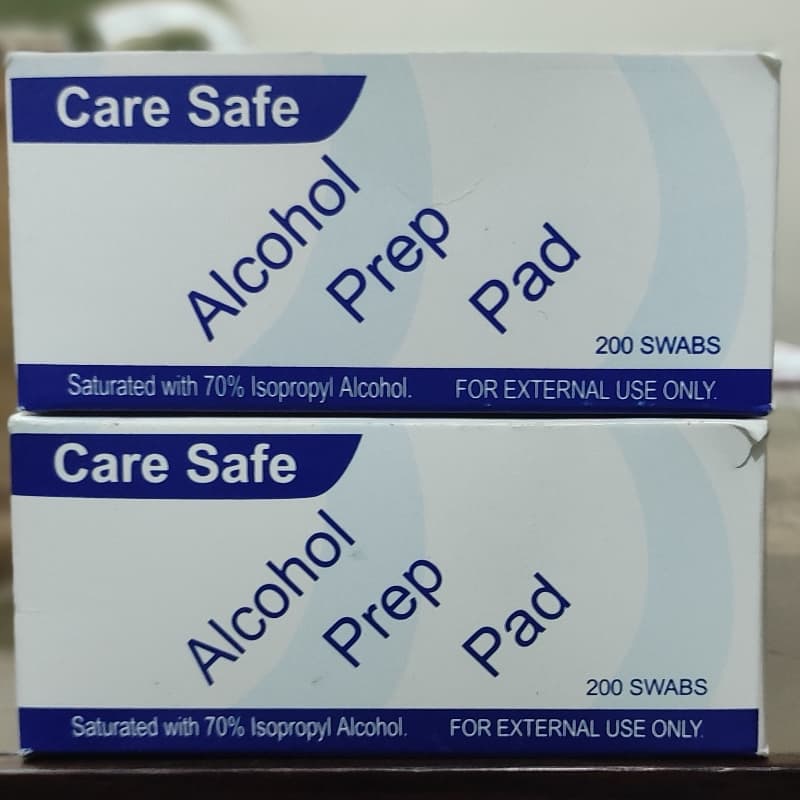 Care Safe
Alcohol
Prep
Pad
200 SWABS
Saturated with 70% Isopropyl Alcohol. FOR EXTERNAL USE ONLY.
Care Safe
Alcohol
Prep
Pad
200 SWABS
Saturated with 70% Isopropyl Alcohol. FOR EXTERNAL USE ONLY.